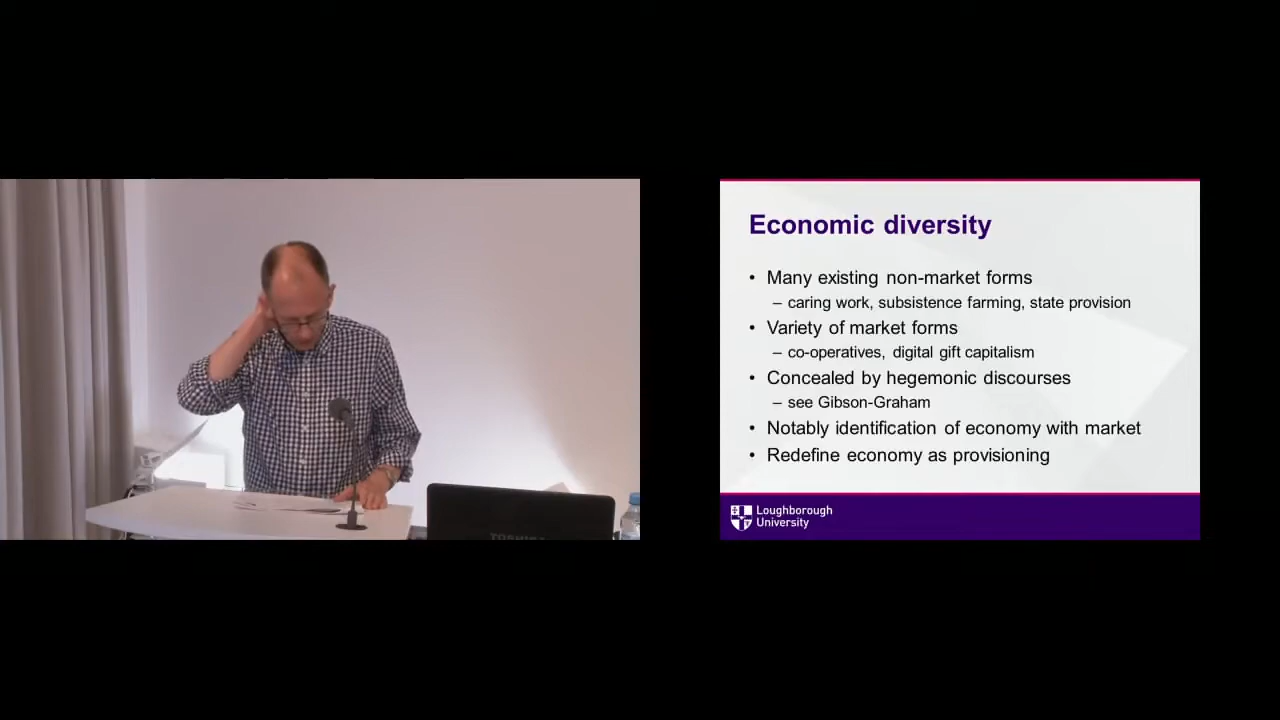 Economic diversity
• Many existing non-market forms
– caring work, subsistence farming, state provision
• Variety of market forms
– co-operatives, digital gift capitalism
• Concealed by hegemonic discourses
– see Gibson-Graham
• Notably identification of economy with market
• Redefine economy as provisioning
Loughborough
University
TOSHIBA